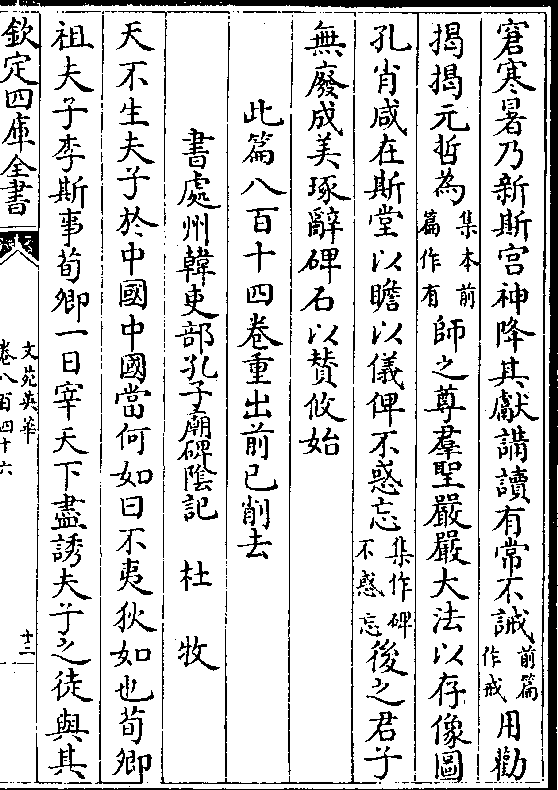 窘寒暑乃新斯宫神降其獻講讀有常不誡前篇作戒用勸
揭揭元哲為集本前篇作有師之尊羣聖嚴嚴大法以存像圖
孔肖咸在斯堂以瞻以儀俾不惑忘集作碑不惑忘後之君子
無廢成美琢辭碑石以賛攸始
此篇八百十四卷重出前已削去
書處州韓吏部孔子廟碑隂記 杜牧
天不生夫子於中國中國當何如曰不夷狄如也荀卿
祖夫子李斯事荀卿一日宰天下盡誘夫子之徒與其
欽定四庫全書
文苑英華
卷八百四十六
十三